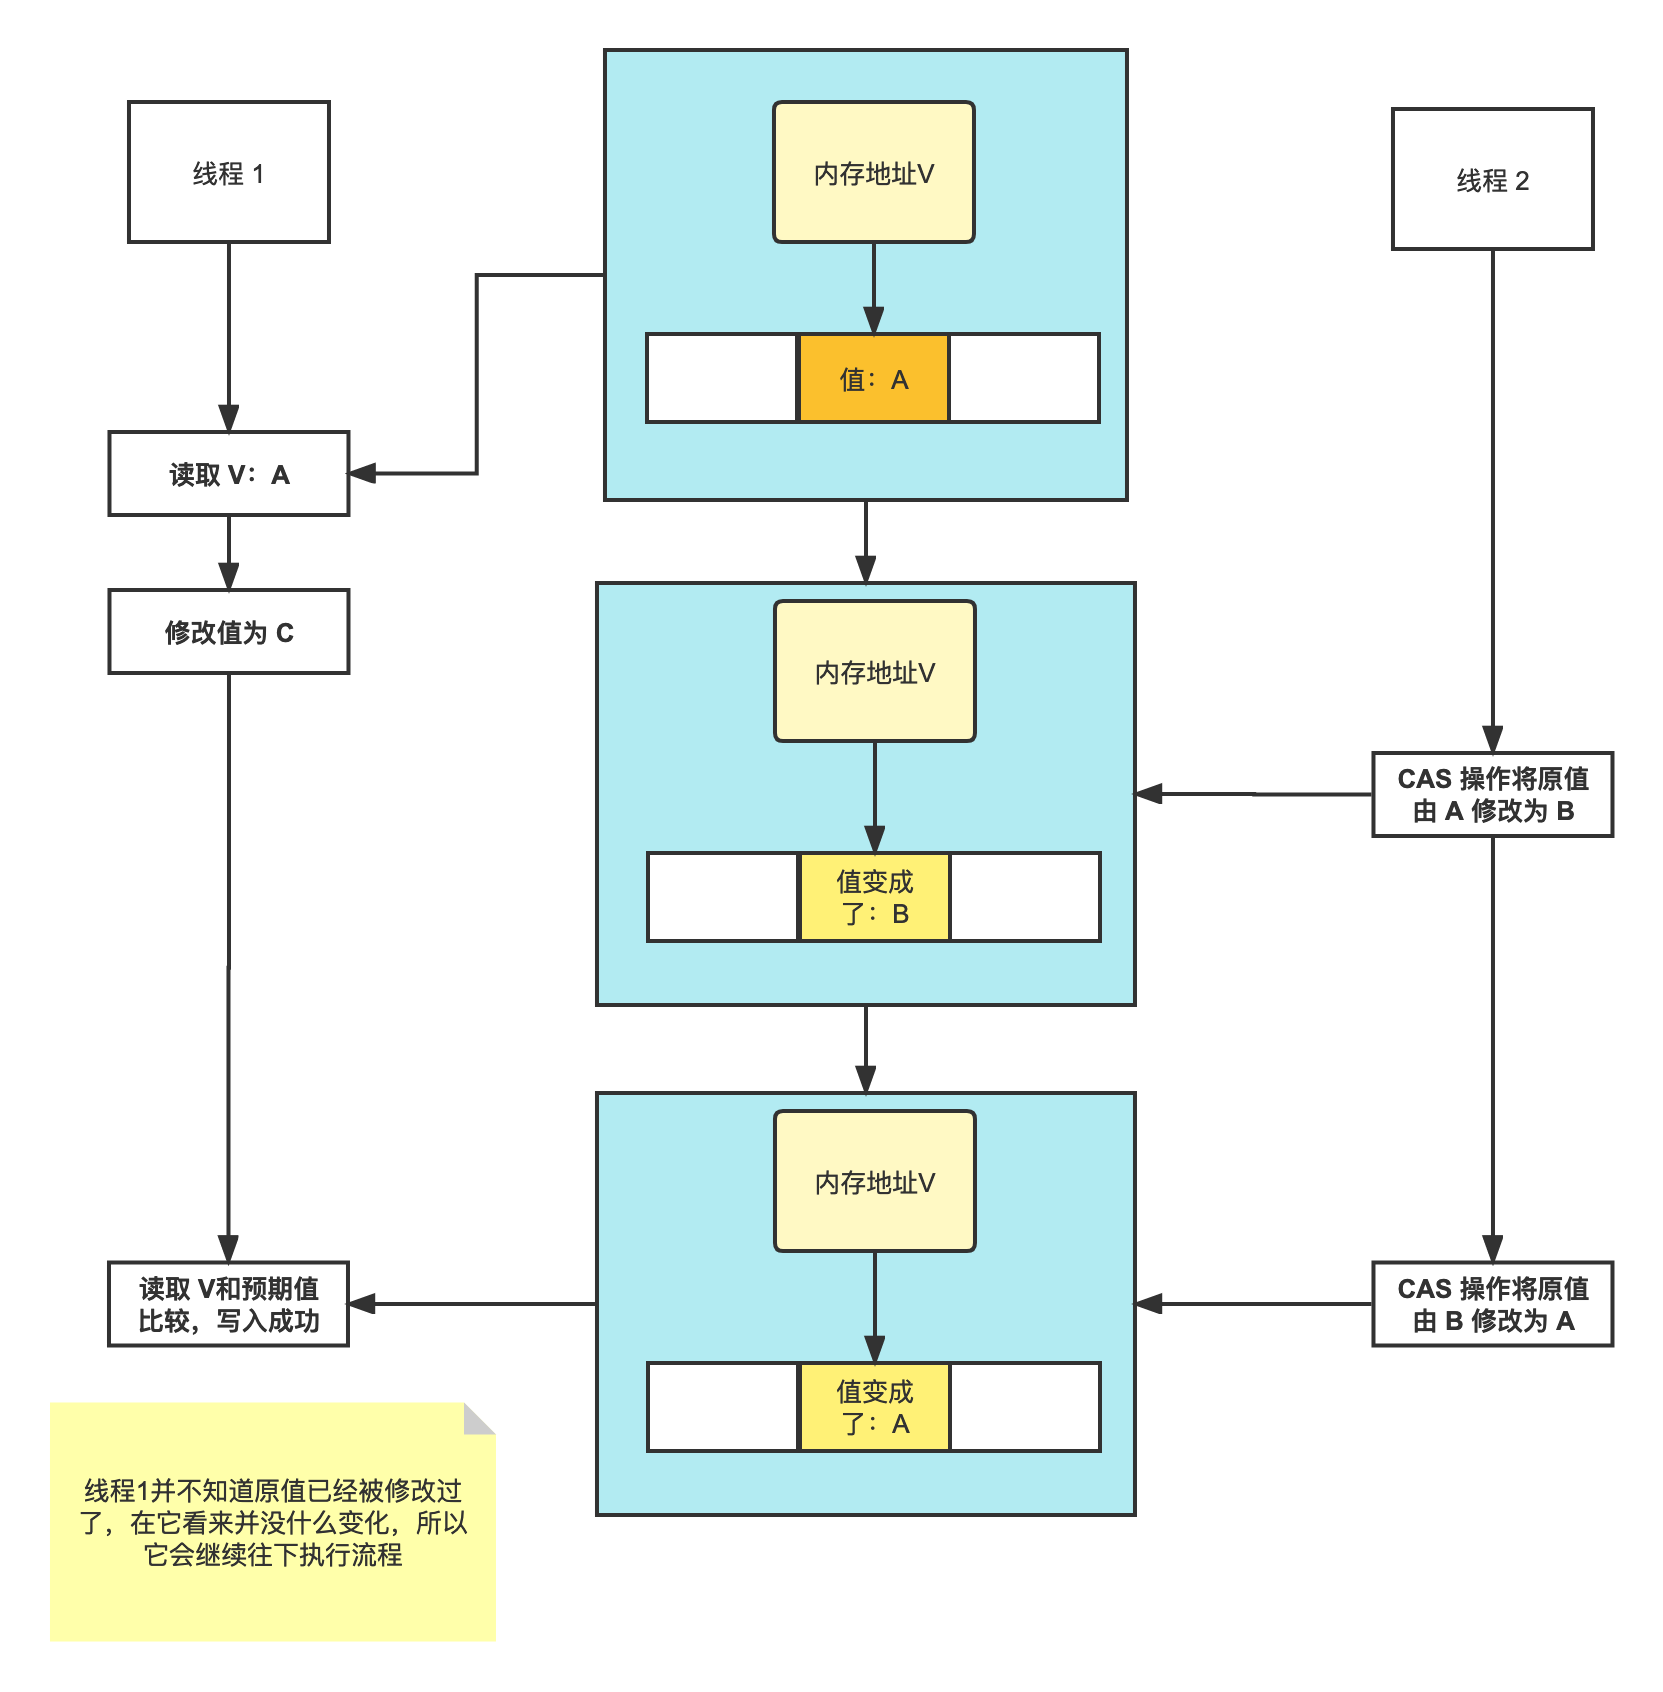 线程 1
内存地址V
线程 2
值：A
读取 V：A
修改值为 C
内存地址V
CAS 操作将原值
由 A 修改为 B
值变成
了：B
内存地址V
读取 V和预期值
比较，写入成功
CAS 操作将原值
由 B 修改为 A
值变成
了：A
线程1并不知道原值已经被修改过
了，在它看来并没什么变化，所以
它会继续往下执行流程